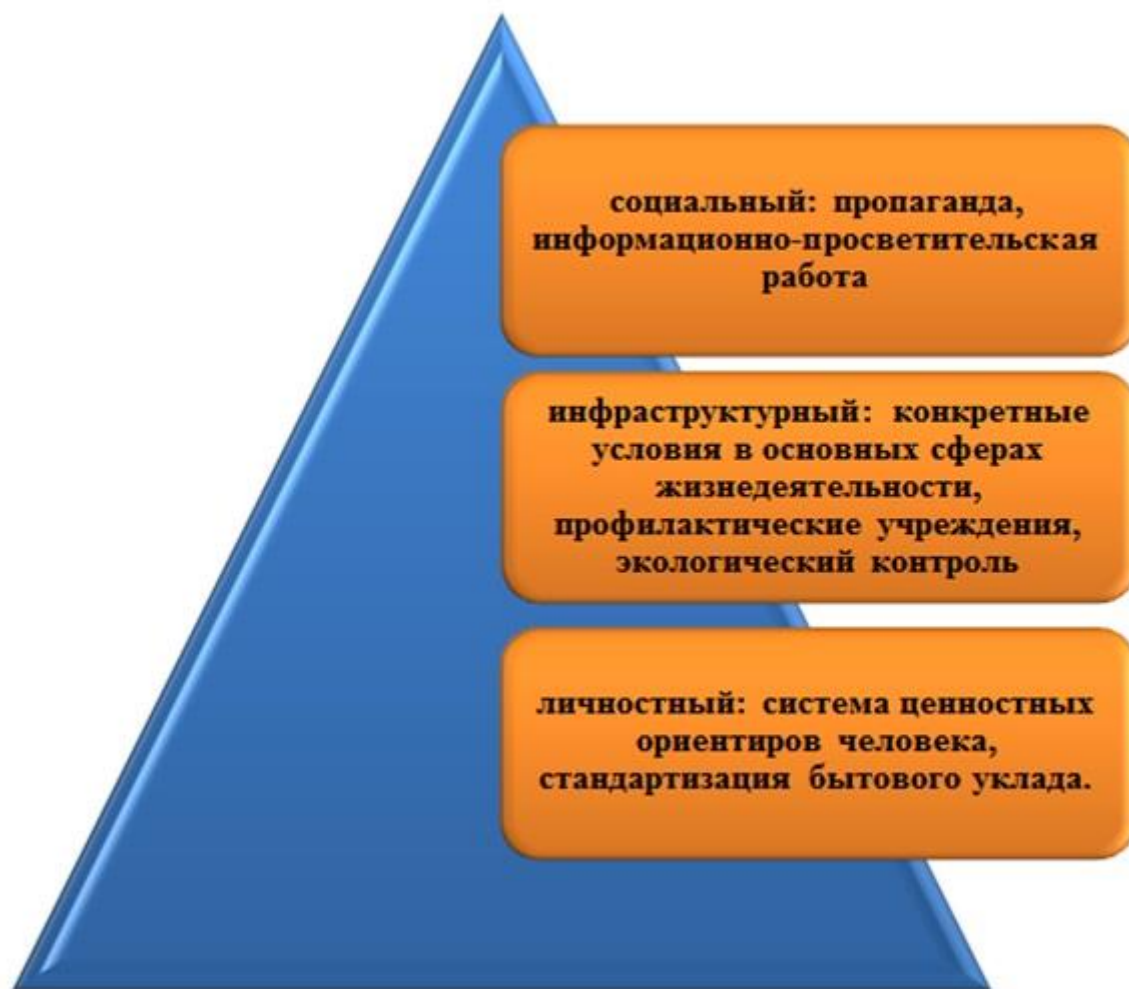 социальный: пропаганда,
информационно-просветительская
работа
инфраструктурный: конкретные
условия в основных сферах
жизнедеятельности,
профилактические учреждения,
экологический контроль
личностный: система ценностных
ориентиров человека,
стандартизация бытового уклада.